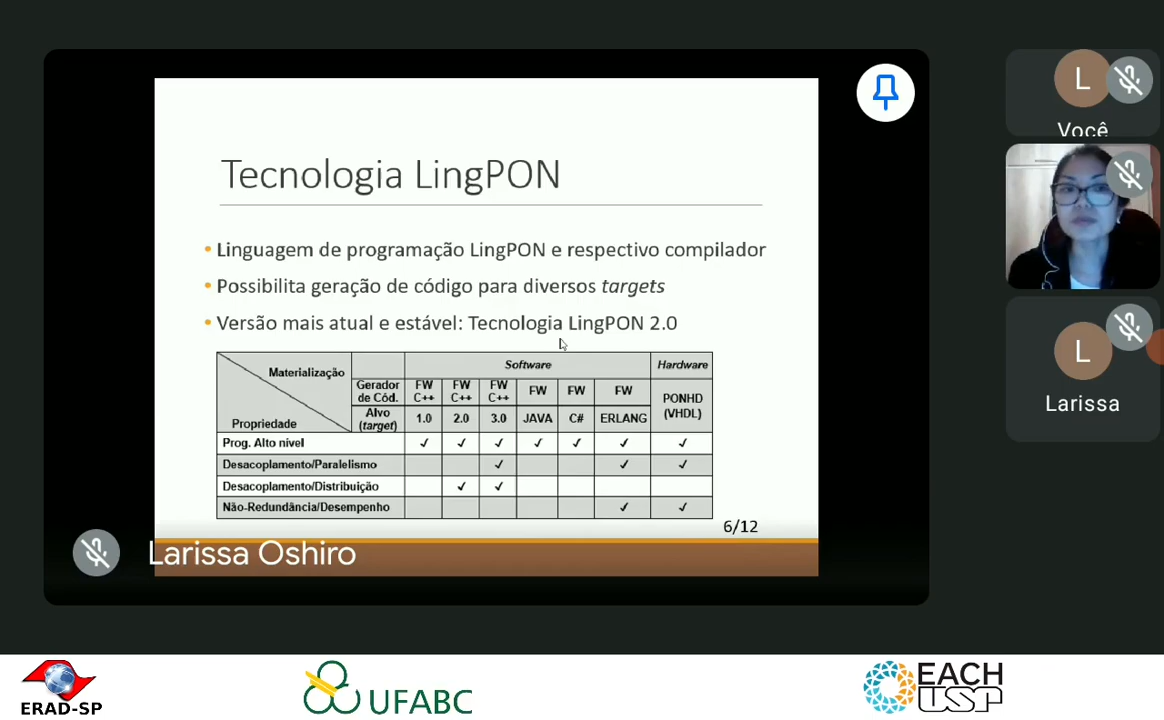 Tecnologia LingPON
• Linguagem de programação LingPON e respectivo compilador
• Possibilita geração de código para diversos targets
• Versão mais atual e estável: Tecnologia LingPON 2.0
Materialização
Propriedade
Software
Hardware
Gerador de Cód.
FW C++
FW C++
FW C++
FW
FW
FW
PONHD (VHDL)
Alvo (target)
1.0
2.0
3.0
JAVA
C#
ERLANG
Prog. Alto nível ✓ ✓ ✓ ✓ ✓ ✓ ✓
Desacoplamento/Paralelismo ✓ ✓ ✓
Desacoplamento/Distribuição ✓ ✓
Não-Redundância/Desempenho ✓ ✓
6/12
Larissa Oshiro
L
Você
L
Larissa
ERAD-SP
UFABC
EACH
USP